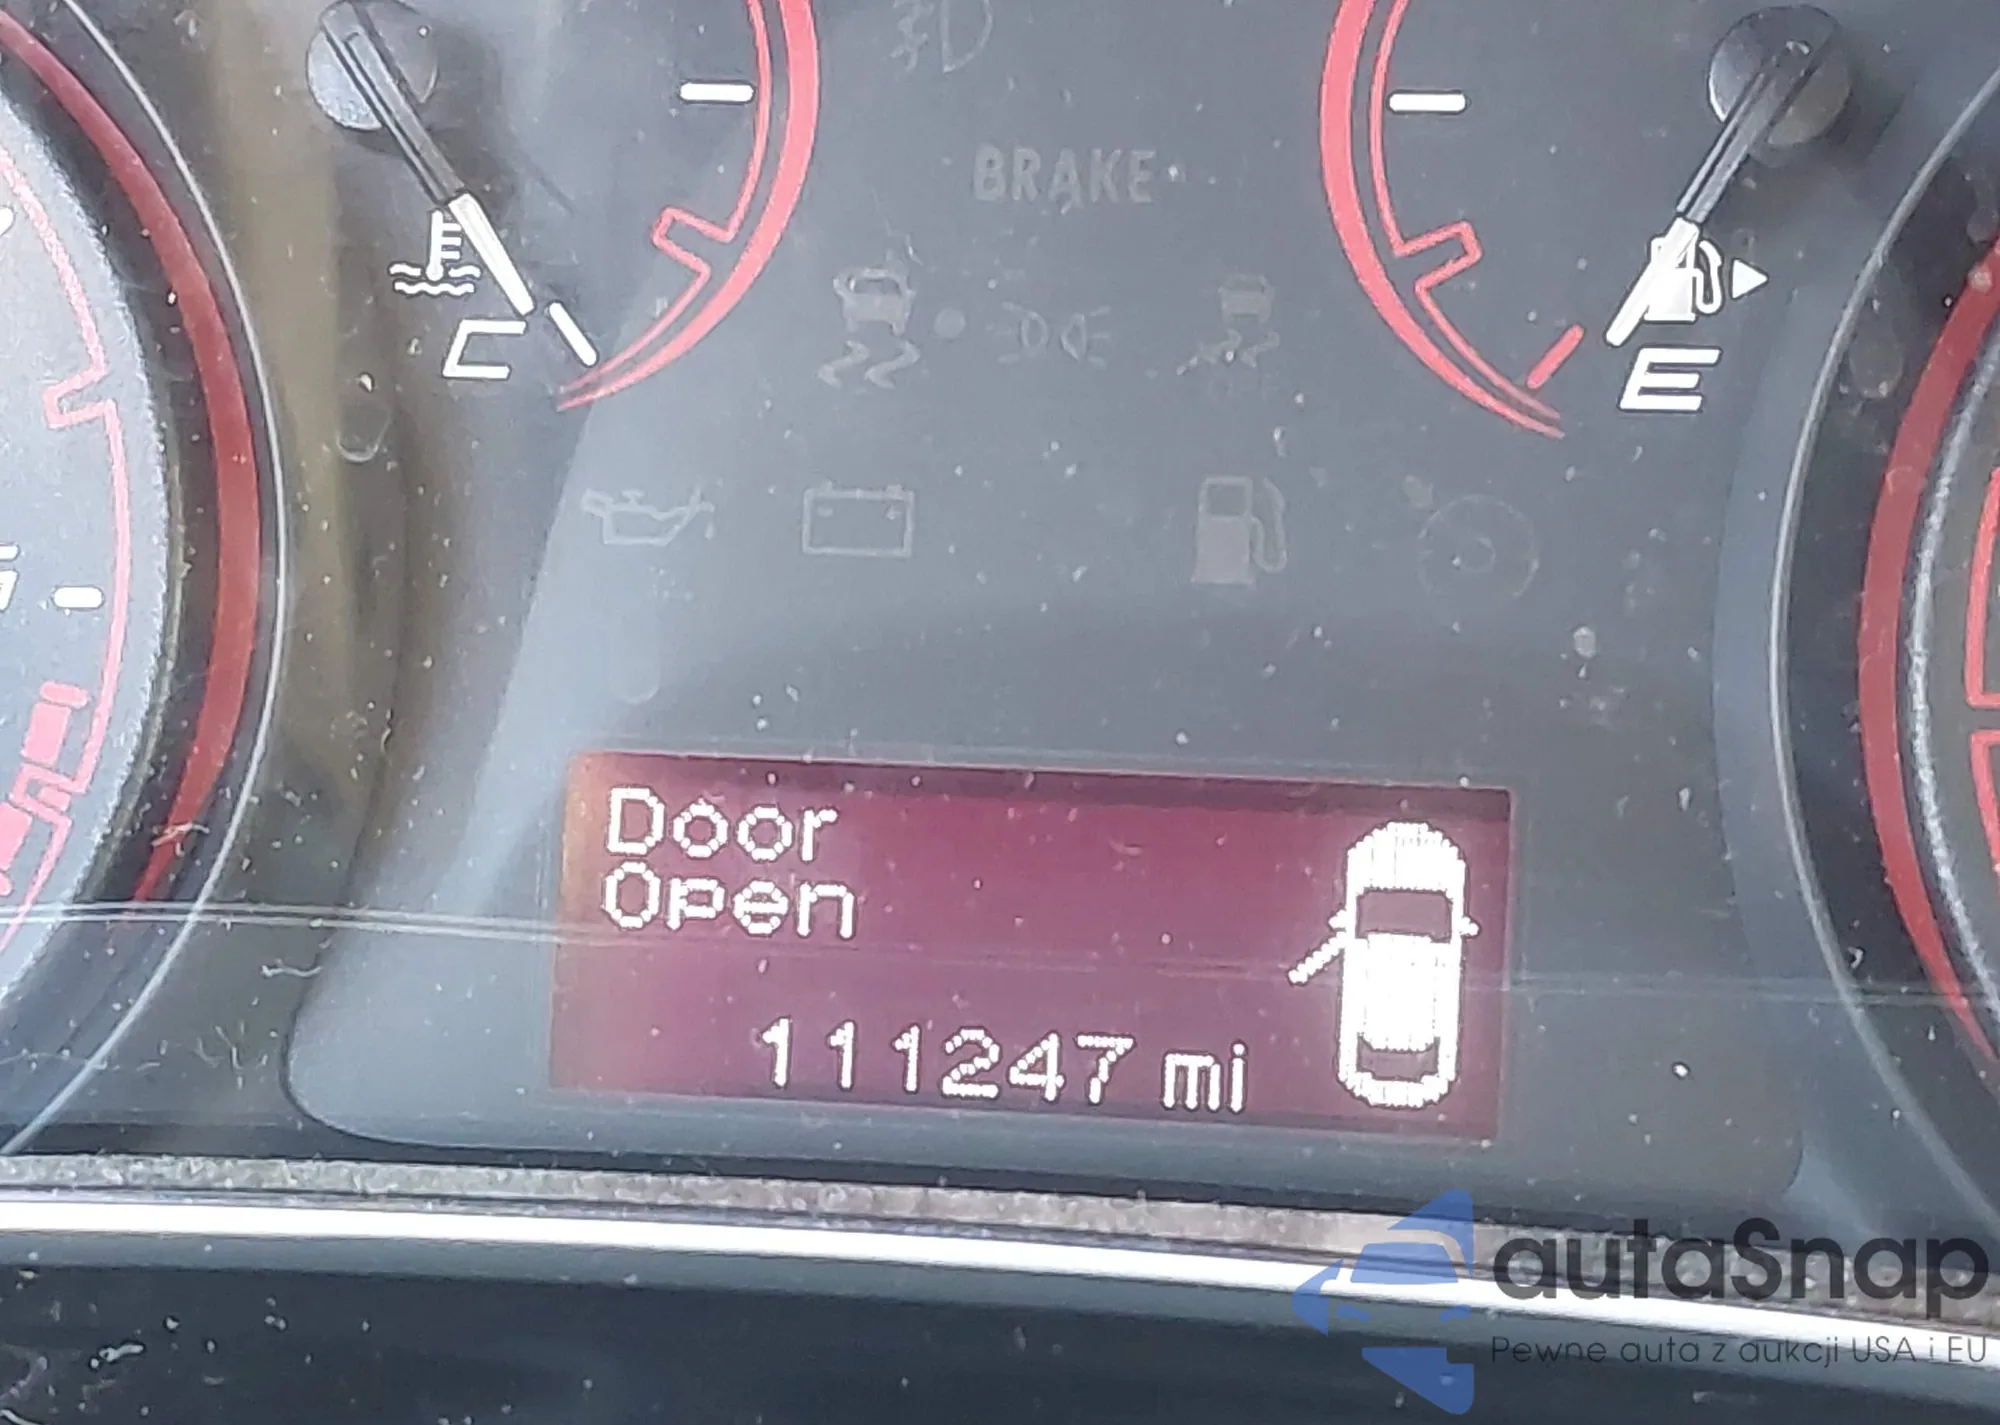 BRAKE
C
E
Door
Open
111247 mi
autaSnap
Pewne auta z aukcji USA i EU